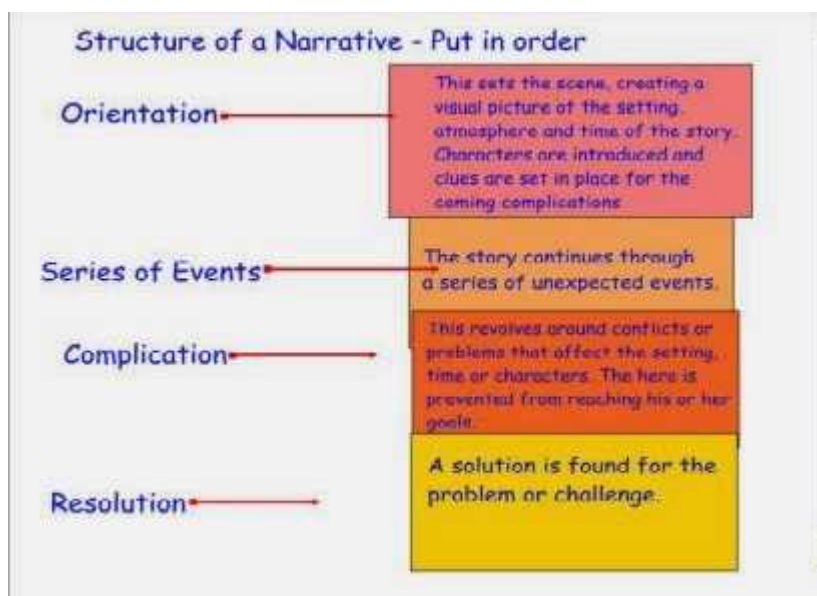 Structure of a Narrative - Put in order
Orientation
This sets the scene, creating a
visual picture of the setting,
atmosphere and time of the story.
Characters are introduced and
clues are set in place for the
coming complications
Series of Events
The story continues through
a series of unexpected events.
Complication
This revolves around conflicts or
problems that affect the setting,
time or characters. The hero is
prevented from reaching his or her
goals.
Resolution
A solution is found for the
problem or challenge.